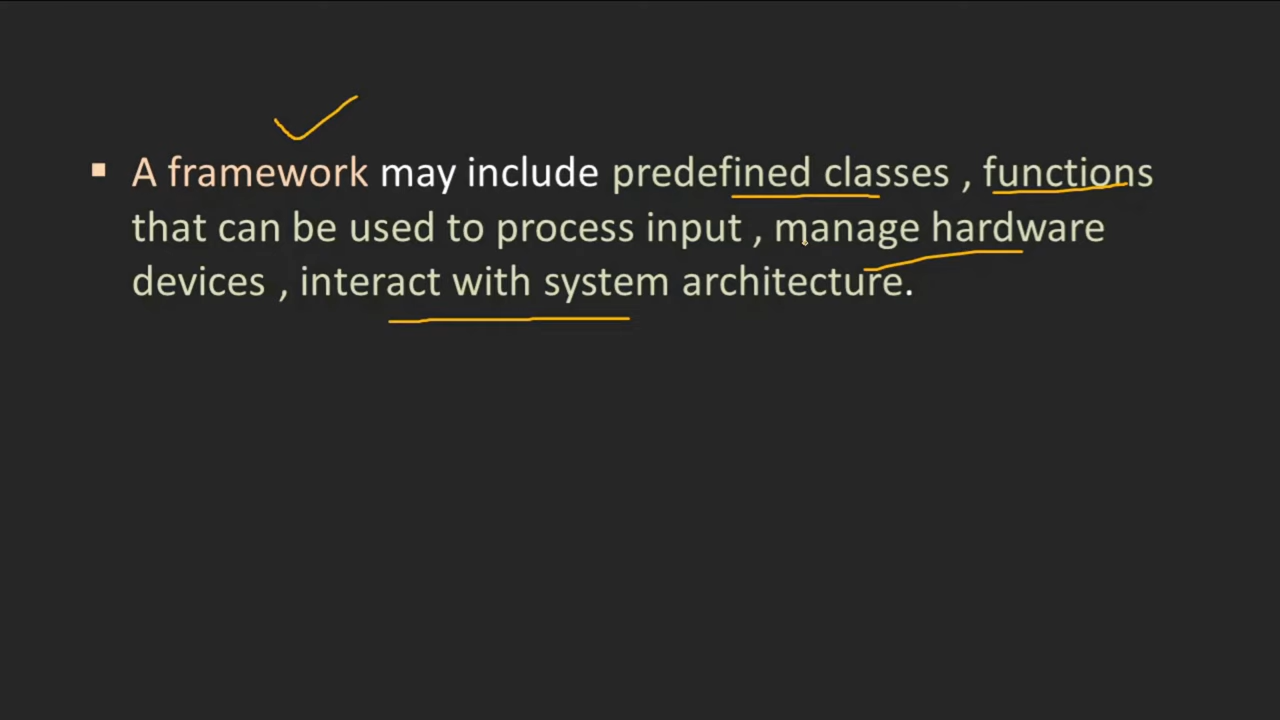 ▪ A framework may include predefined classes , functions
that can be used to process input , manage hardware
devices , interact with system architecture.